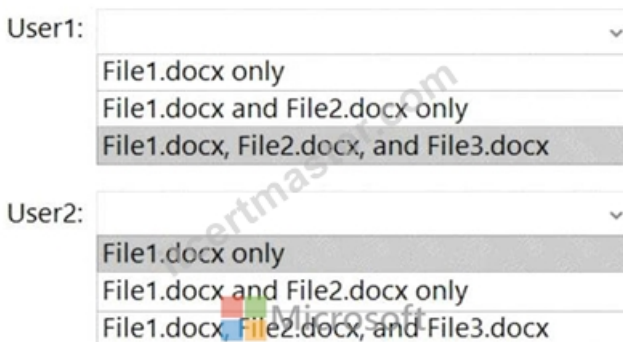 User1:
File1.docx only
File1.docx and File2.docx only
File1.docx, File2.docx, and File3.docx
User2:
File1.docx only
File1.docx and File2.docx only
File1.docx, File2.docx, and File3.docx
Microsoft